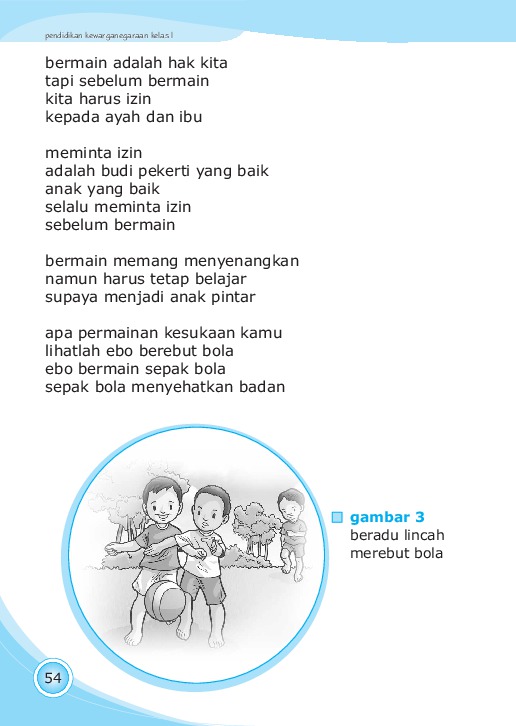 pendidikan kewarganegaraan kelas I
bermain adalah hak kita
tapi sebelum bermain
kita harus izin
kepada ayah dan ibu
meminta izin
adalah budi pekerti yang baik
anak yang baik
selalu meminta izin
sebelum bermain
bermain memang menyenangkan
namun harus tetap belajar
supaya menjadi anak pintar
apa permainan kesukaan kamu
lihatlah ebo berebut bola
ebo bermain sepak bola
sepak bola menyehatkan badan
gambar 3
beradu lincah
merebut bola
54